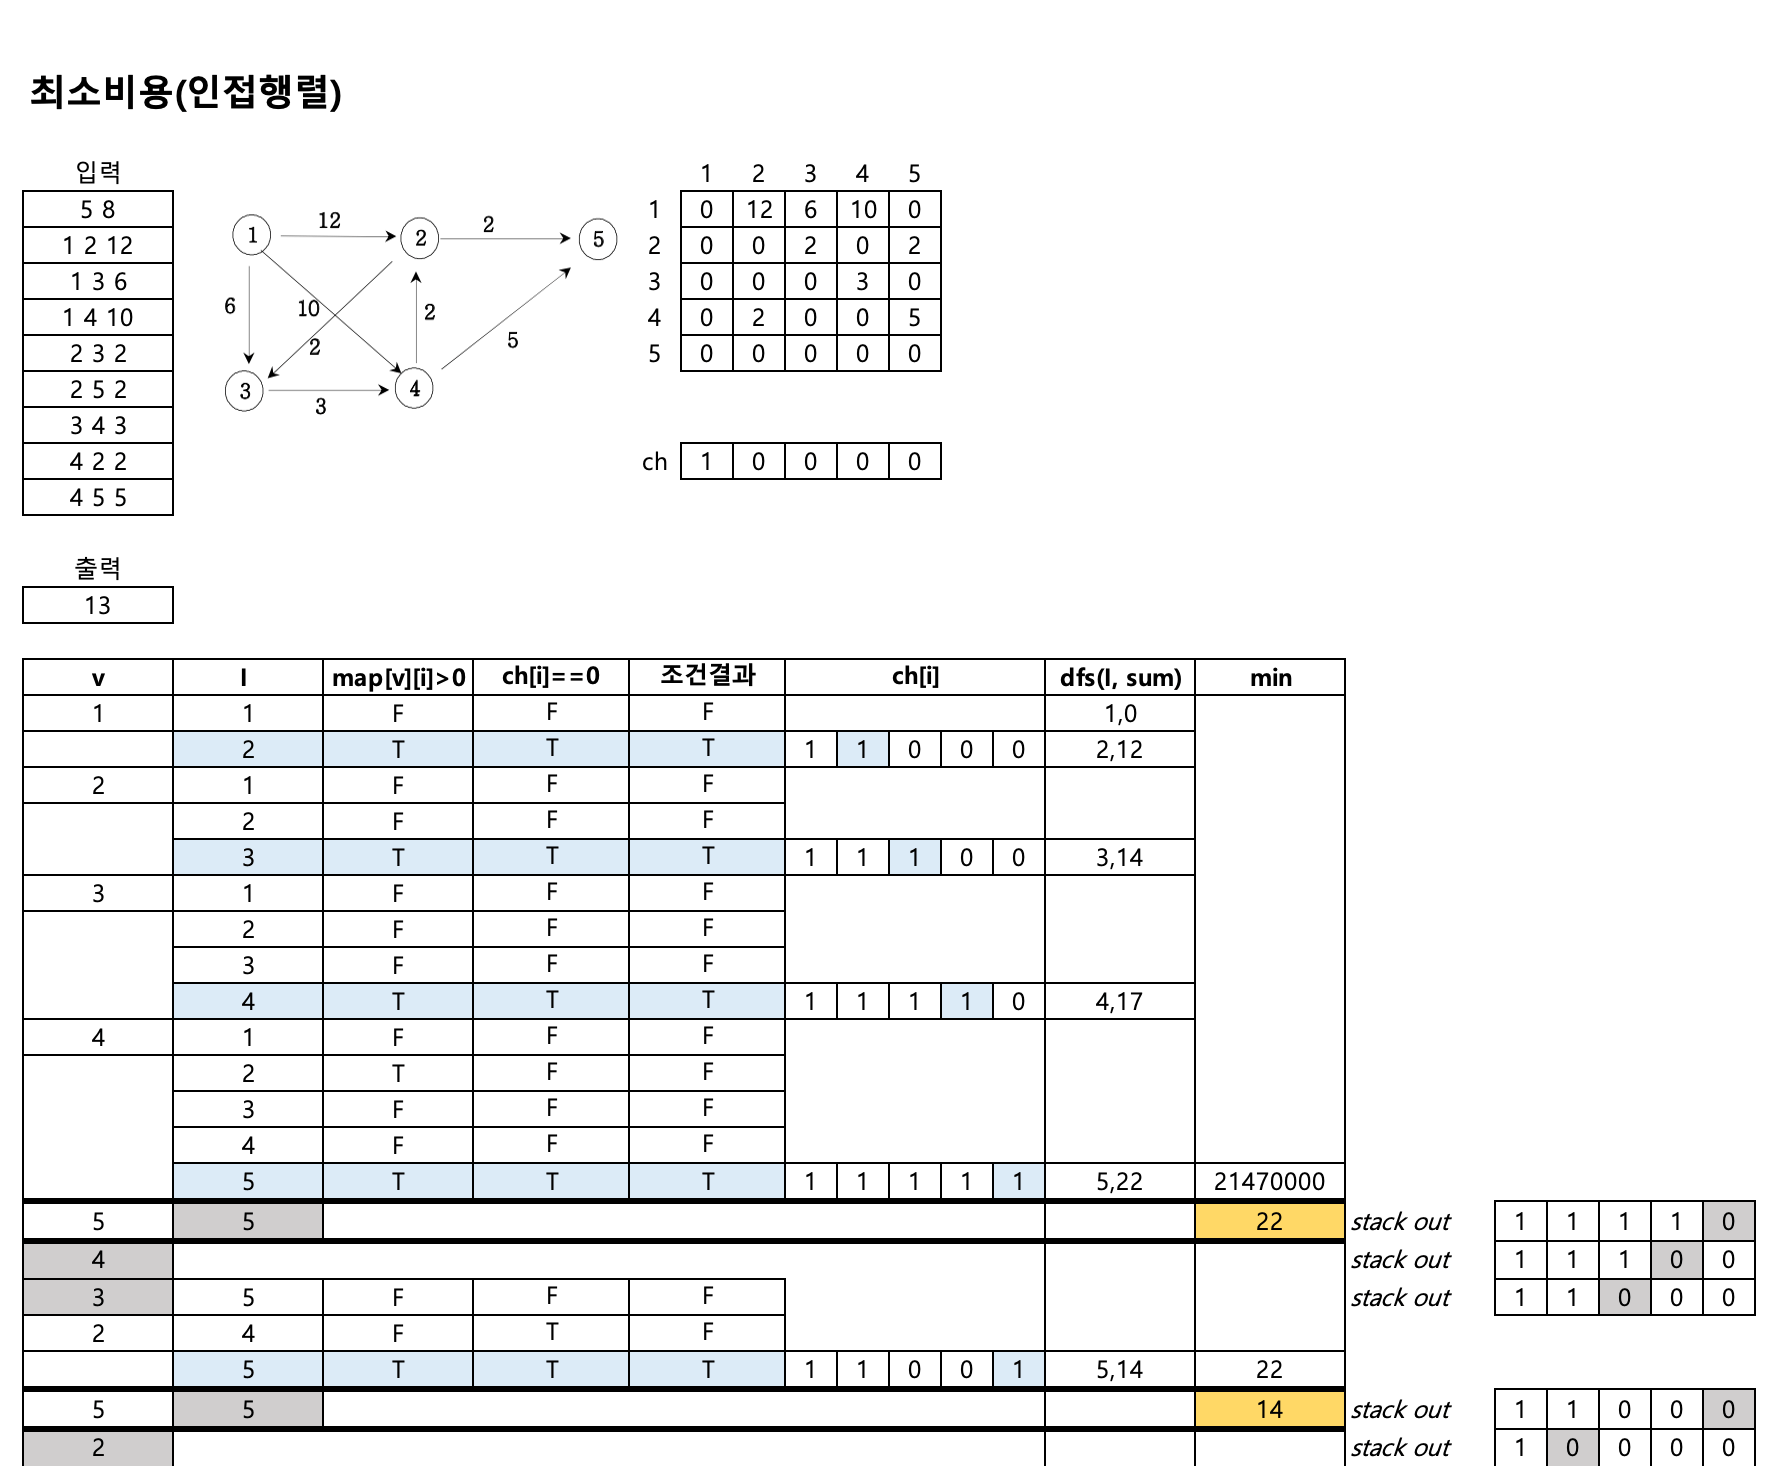 최소비용(인접행렬)
입력
5 8
1 2 12
1 3 6
1 4 10
2 3 2
2 5 2
3 4 3
4 2 2
4 5 5
1 12 2 2 5
6 10 2 2 5
3 3 4
1 2 3 4 5
1 0 12 6 10 0
2 0 0 2 0 2
3 0 0 0 3 0
4 0 2 0 0 5
5 0 0 0 0 0
ch 1 0 0 0 0
출력
13
v I map[v][i]>0 ch[i]==0 조건결과 ch[i] dfs(I, sum) min
1 1 F F F 1,0
2 T T T 1 1 0 0 0 2,12
2 1 F F F
2 F F F
3 T T T 1 1 1 0 0 3,14
3 1 F F F
2 F F F
3 F F F
4 T T T 1 1 1 1 0 4,17
4 1 F F F
2 T F F
3 F F F
4 F F F
5 T T T 1 1 1 1 1 5,22 21470000
5 5 22 stack out 1 1 1 1 0
4 stack out 1 1 1 0 0
3 5 F F F stack out 1 1 0 0 0
2 4 F T F
5 T T T 1 1 0 0 1 5,14 22
5 5 14 stack out 1 1 0 0 0
2 stack out 1 0 0 0 0